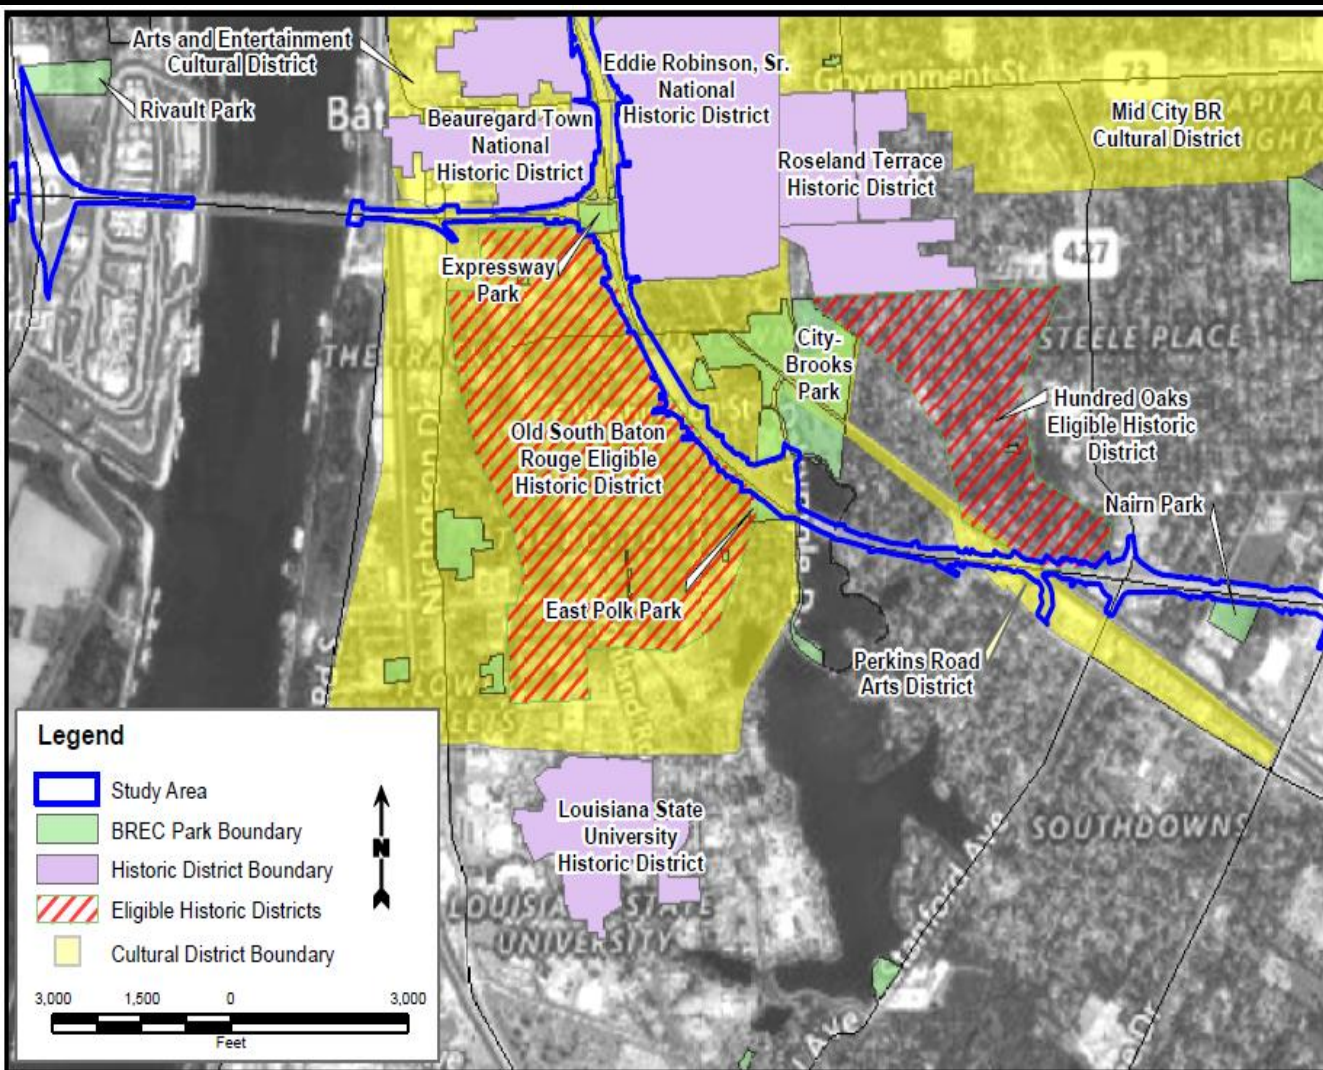 Arts and Entertainment
Cultural District
Rivault Park
Bat
Beauregard Town
National
Historic District
Eddie Robinson, Sr.
National
Historic District
Government St
73
Mid City BR
Cultural District
Roseland Terrace
Historic District
427
Expressway
Park
City-
Brooks
Park
STEELE PLACE
Hundred Oaks
Eligible Historic
District
Nairn Park
Old South Baton
Rouge Eligible
Historic District
East Polk Park
Perkins Road
Arts District
Louisiana State
University
Historic District
LOUISIANA STATE
UNIVERSITY
SOUTHDOWNS
Legend
Study Area
BREC Park Boundary
Historic District Boundary
Eligible Historic Districts
Cultural District Boundary
N
3,000 1,500 0 3,000
Feet